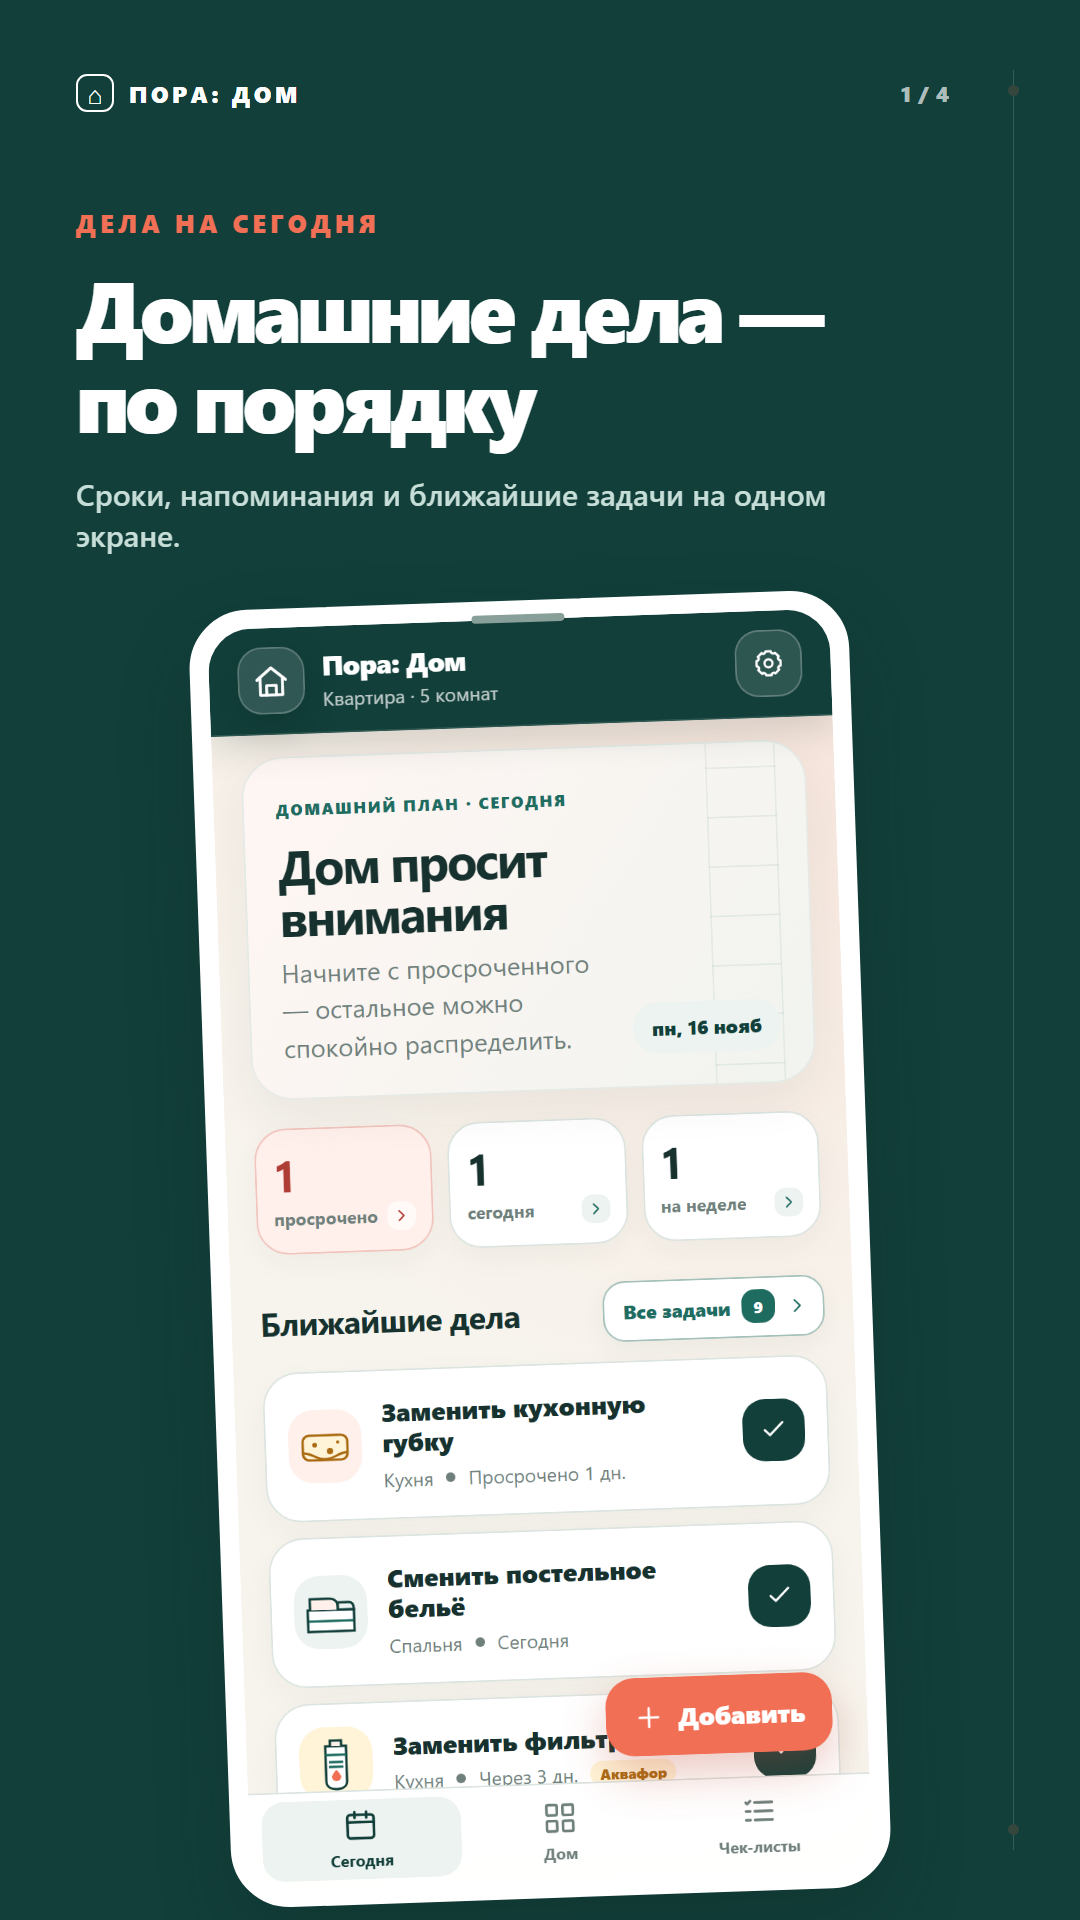 ПОРА: ДОМ
1 / 4
ДЕЛА НА СЕГОДНЯ
Домашние дела —
по порядку
Сроки, напоминания и ближайшие задачи на одном
экране.
Пора: Дом
Квартира · 5 комнат
ДОМАШНИЙ ПЛАН · СЕГОДНЯ
Дом просит
внимания
Начните с просроченного
— остальное можно
спокойно распределить.
пн, 16 нояб
1
просрочено
1
сегодня
1
на неделе
Ближайшие дела
Все задачи 9
Заменить кухонную
губку
Кухня • Просрочено 1 дн.
Сменить постельное
бельё
Спальня • Сегодня
Добавить
Заменить
Кухня • Через 3 дн. Аквафор
Сегодня
Дом
Чек-листы